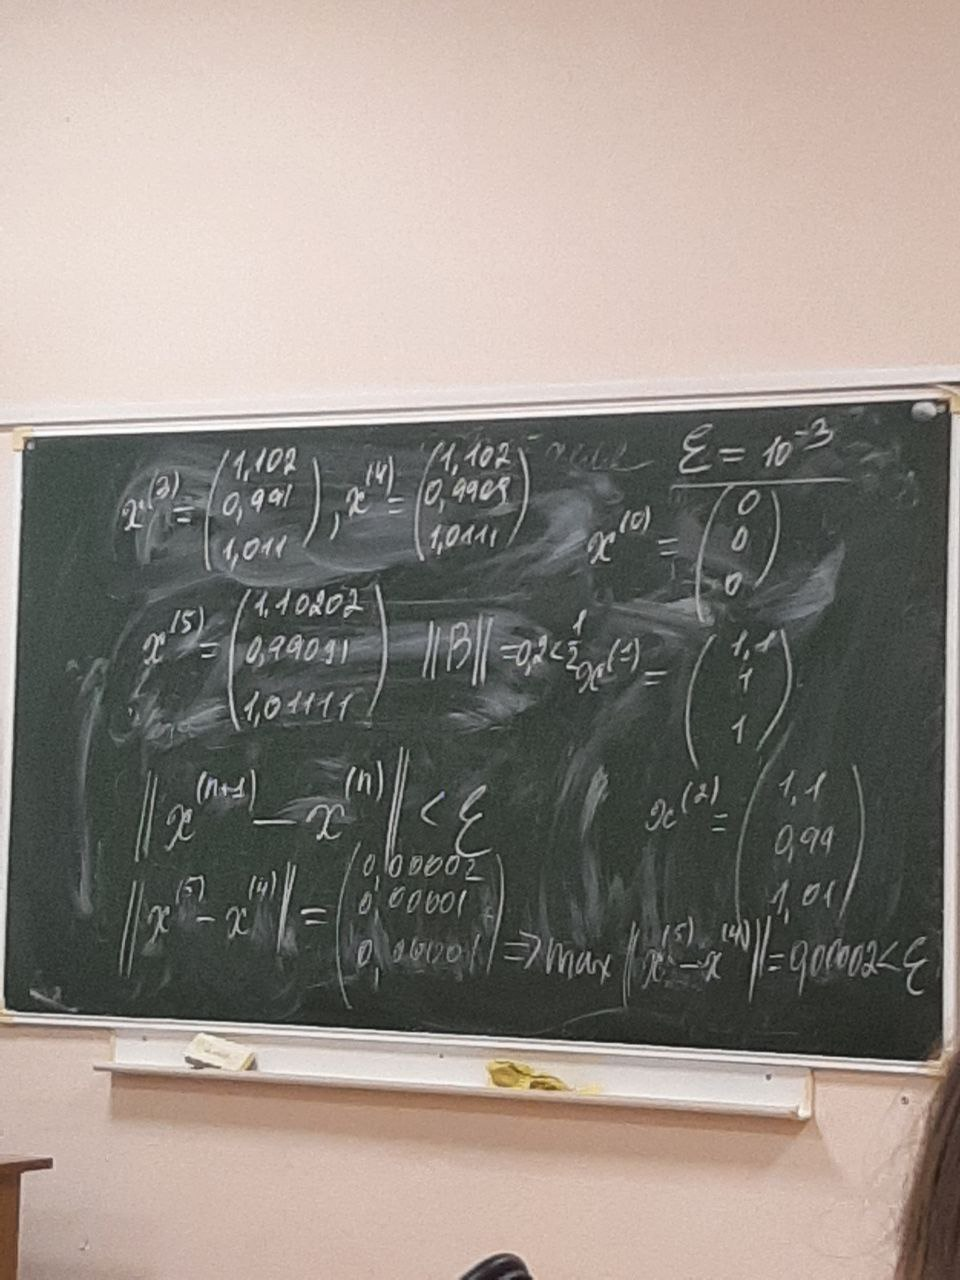 x⁽³⁾ = (1,102 0,991 1,011), x⁽⁴⁾ = (1,102 0,9909 1,0111)
x⁽⁵⁾ = (1,10202 0,99091 1,01111) ||B|| = 0,2 < 1/2
||x⁽ⁿ⁺¹⁾ − x⁽ⁿ⁾|| < ε
||x⁽⁵⁾ − x⁽⁴⁾|| = (0,00002 0,00001 0,00001) ⇒ max ||x⁽⁵⁾ − x⁽⁴⁾|| = 0,00002 < ε
ε = 10⁻³
x⁽⁰⁾ = (0 0 0)
x⁽¹⁾ = (1,1 1 1)
x⁽²⁾ = (1,1 0,99 1,01)